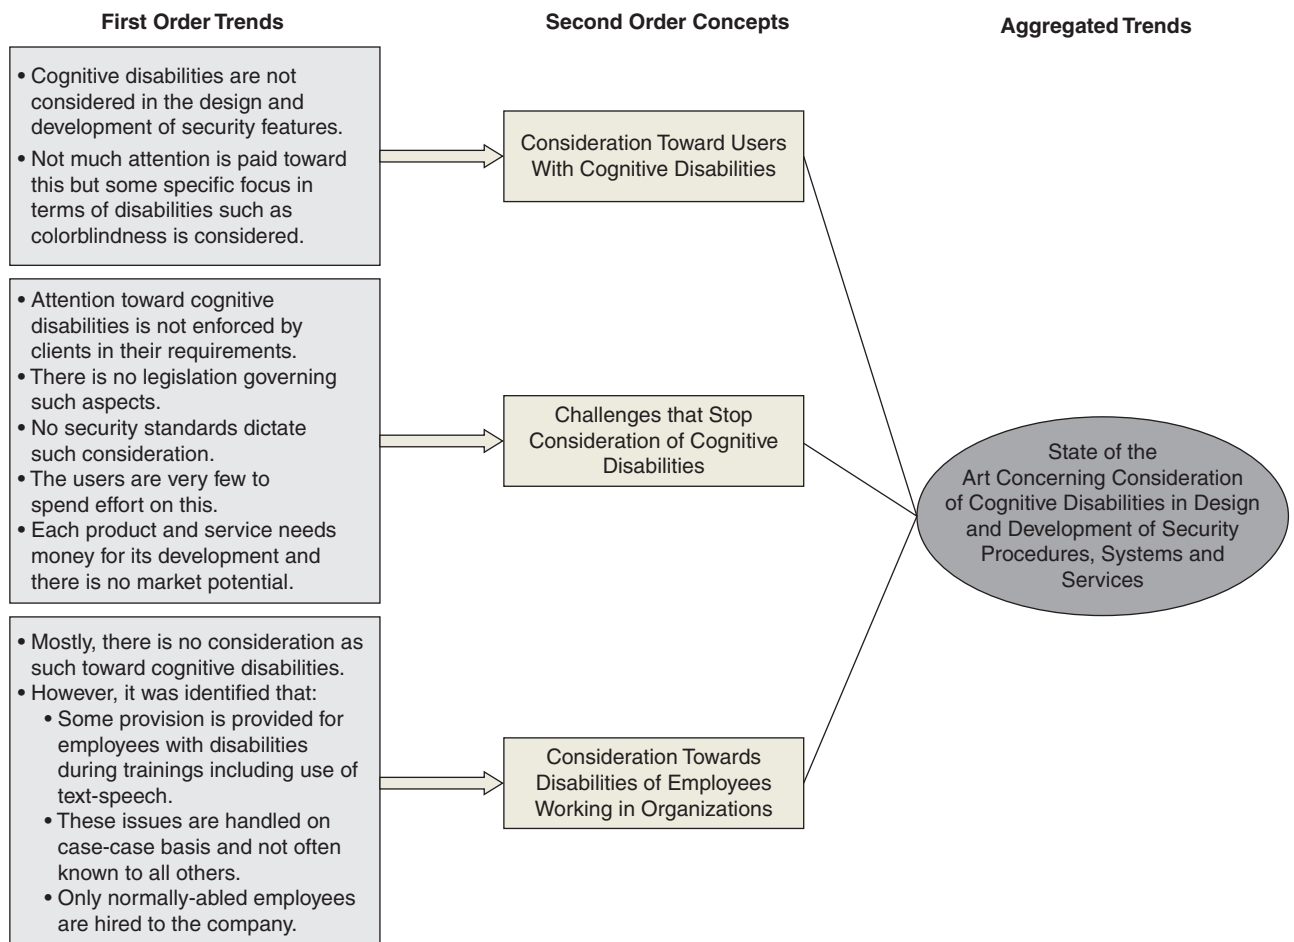 First Order Trends
Second Order Concepts
Aggregated Trends
• Cognitive disabilities are not
considered in the design and
development of security features.
• Not much attention is paid toward
this but some specific focus in
terms of disabilities such as
colorblindness is considered.
Consideration Toward Users
With Cognitive Disabilities
• Attention toward cognitive
disabilities is not enforced by
clients in their requirements.
• There is no legislation governing
such aspects.
• No security standards dictate
such consideration.
• The users are very few to
spend effort on this.
• Each product and service needs
money for its development and
there is no market potential.
Challenges that Stop
Consideration of Cognitive
Disabilities
• Mostly, there is no consideration as
such toward cognitive disabilities.
• However, it was identified that:
• Some provision is provided for
employees with disabilities
during trainings including use of
text-speech.
• These issues are handled on
case-case basis and not often
known to all others.
• Only normally-abled employees
are hired to the company.
Consideration Towards
Disabilities of Employees
Working in Organizations
State of the
Art Concerning Consideration
of Cognitive Disabilities in Design
and Development of Security
Procedures, Systems and
Services